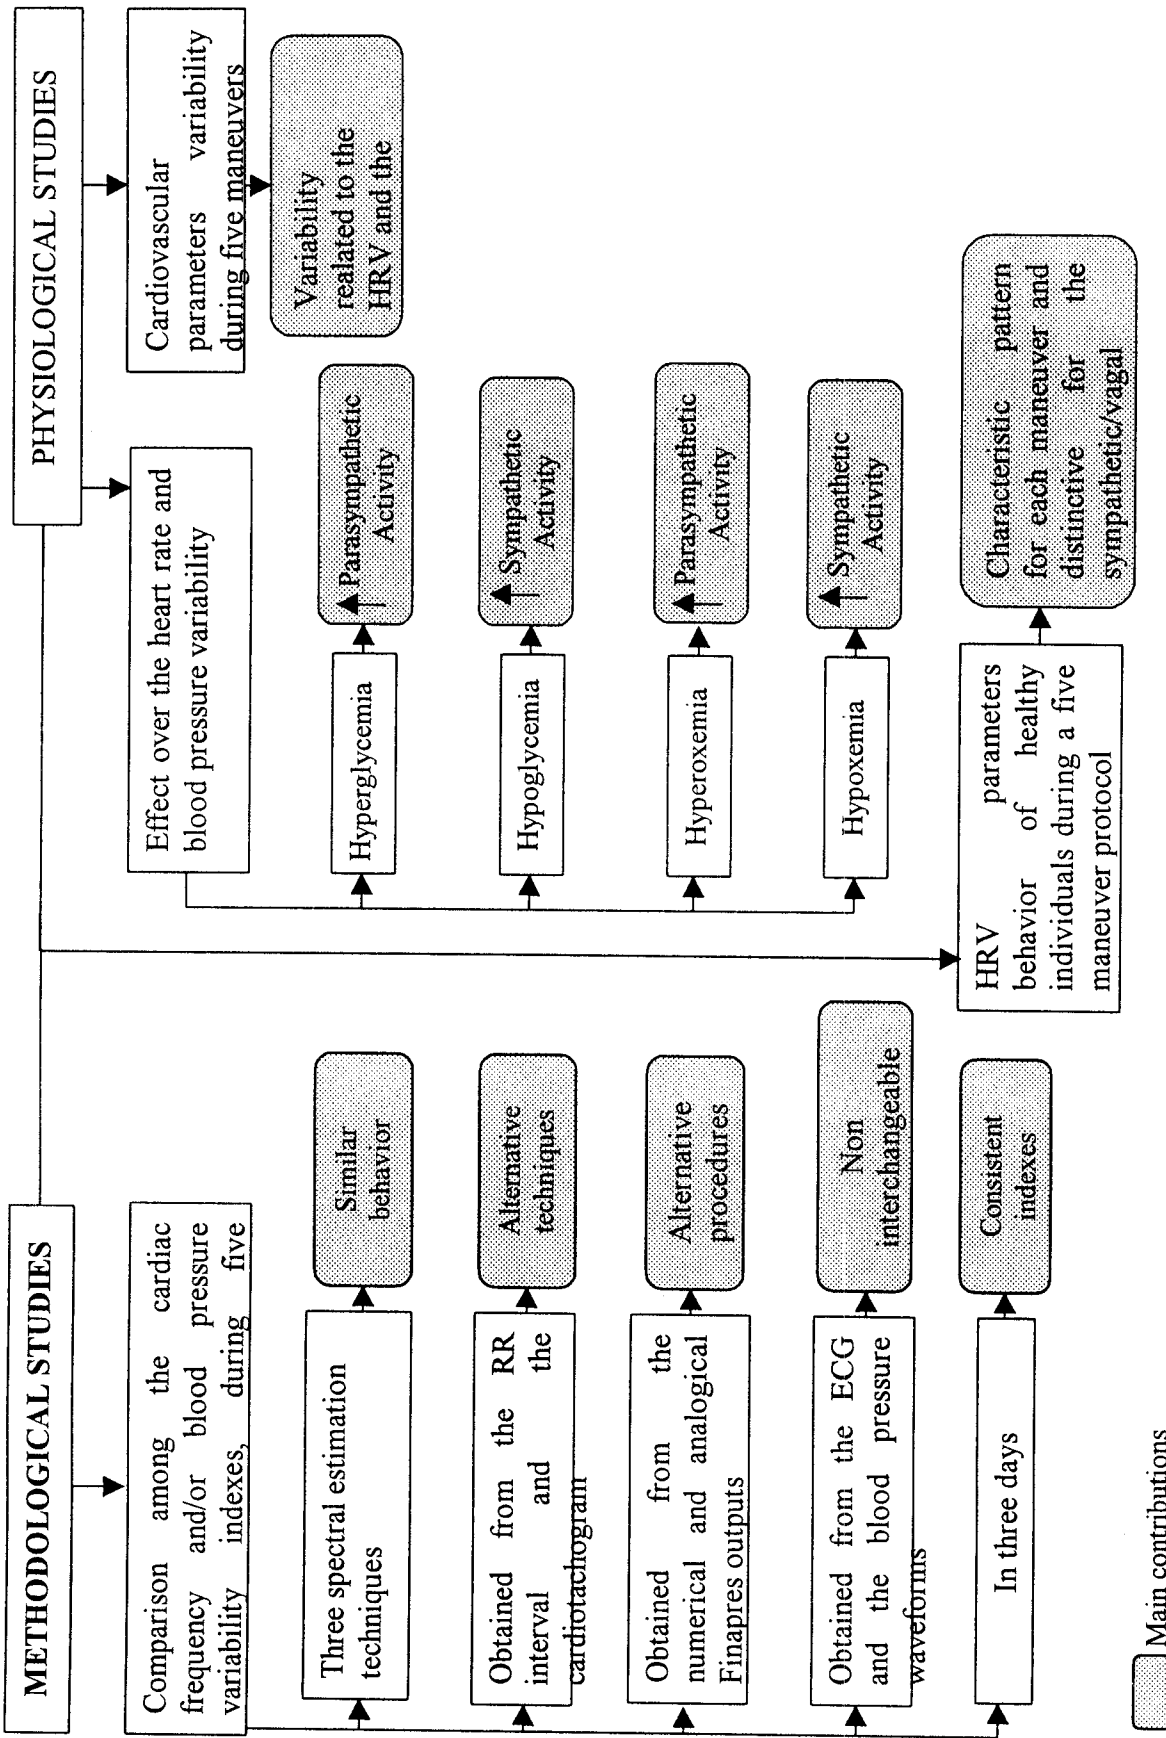 METHODOLOGICAL STUDIES
Comparison among the cardiac
frequency and/or blood pressure
variability indexes, during five
Three spectral estimation
techniques
Similar
behavior
Obtained from the RR
interval and the
cardiotachogram
Alternative
techniques
Obtained from the
numerical and analogical
Finapres outputs
Alternative
procedures
Obtained from the ECG
and the blood pressure
waveforms
Non
interchangeable
In three days
Consistent
indexes
Main contributions
PHYSIOLOGICAL STUDIES
Effect over the heart rate and
blood pressure variability
Hyperglycemia
Parasympathetic
Activity
Hypoglycemia
Sympathetic
Activity
Hyperoxemia
Parasympathetic
Activity
Hypoxemia
Sympathetic
Activity
HRV parameters
behavior of healthy
individuals during a five
maneuver protocol
Characteristic pattern
for each maneuver and
distinctive for the
sympathetic/vagal
Cardiovascular
parameters variability
during five maneuvers
Variability
realated to the
HRV and the